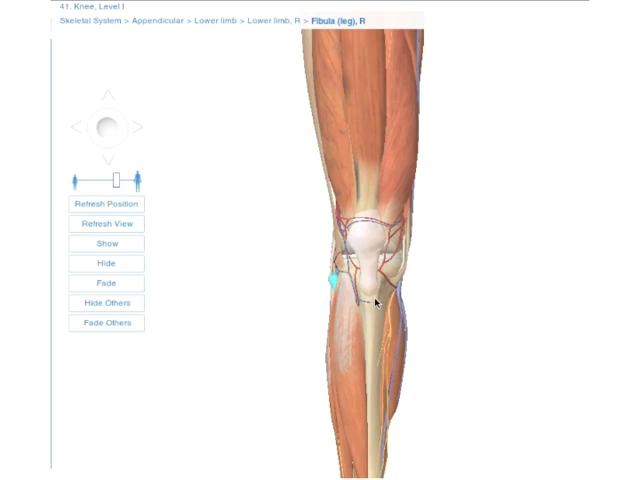 41. Knee, Level I
Skeletal System > Appendicular > Lower limb > Lower limb, R > Fibula (leg), R
Refresh Position
Refresh View
Show
Hide
Fade
Hide Others
Fade Others